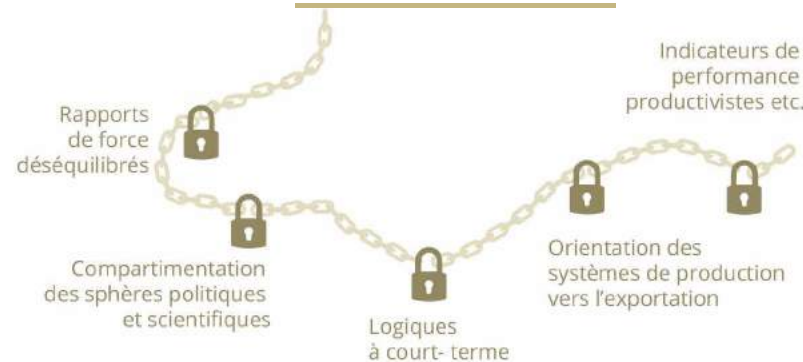 Rapports
de force
déséquilibrés
Compartimentation
des sphères politiques
et scientifiques
Logiques
à court- terme
Orientation des
systèmes de production
vers l'exportation
Indicateurs de
performance
productivistes etc.